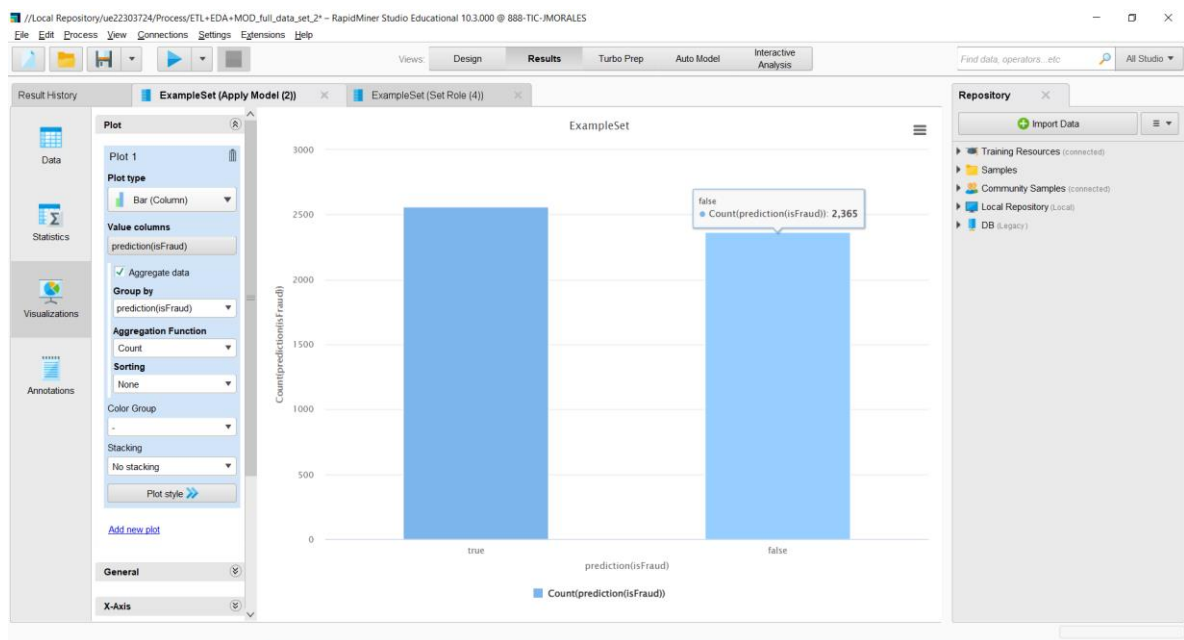 //Local Repository/ue22303724/Process/ETL+EDA+MOD_full_data_set_2* – RapidMiner Studio Educational 10.3.000 @ 888-TIC-JMORALES
File Edit Process View Connections Settings Extensions Help
Views: Design Results Turbo Prep Auto Model Interactive Analysis
Find data, operators...etc All Studio
Result History ExampleSet (Apply Model (2)) ExampleSet (Set Role (4))
Repository
Data
Statistics
Visualizations
Annotations
Plot
Plot 1
Plot type
Bar (Column)
Value columns
prediction(isFraud)
Aggregate data
Group by
prediction(isFraud)
Aggregation Function
Count
Sorting
None
Color Group
-
Stacking
No stacking
Plot style
Add new plot
General
X-Axis
ExampleSet
Count(prediction(isFraud))
3000
2500
2000
1500
1000
500
0
false
Count(prediction(isFraud)): 2,365
true
false
prediction(isFraud)
Count(prediction(isFraud))
Import Data
Training Resources (connected)
Samples
Community Samples (connected)
Local Repository (Local)
DB (Legacy)